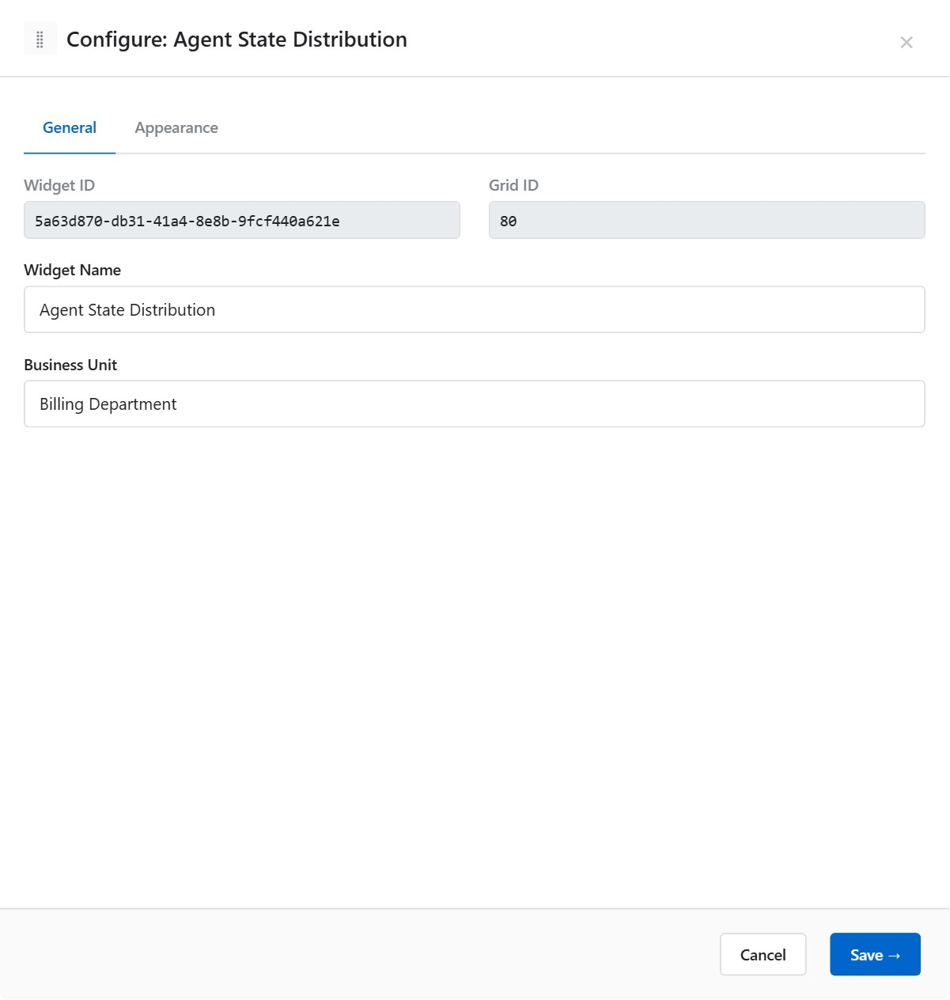 Configure: Agent State Distribution
×
General
Appearance
Widget ID
Grid ID
5a63d870-db31-41a4-8e8b-9fcf440a621e
80
Widget Name
Agent State Distribution
Business Unit
Billing Department
Cancel
Save →